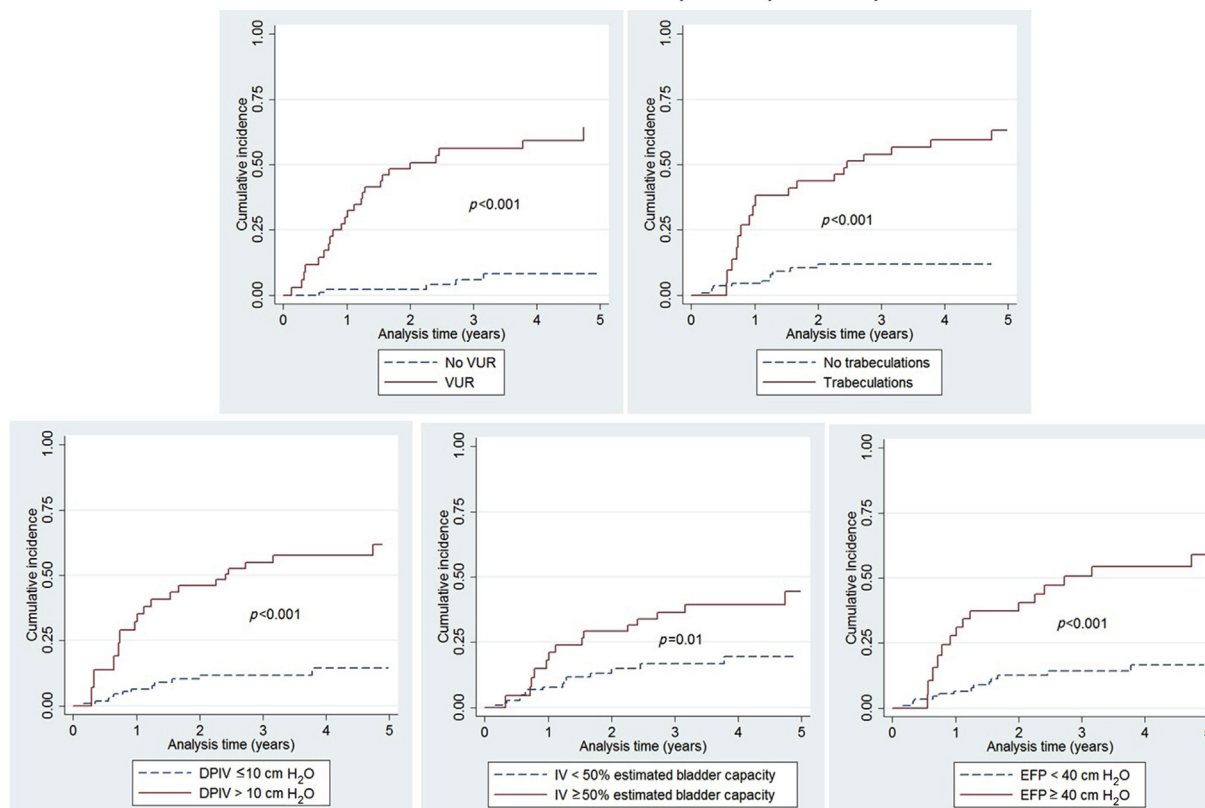 1.00
0.75
0.50
0.25
0.00
Cumulative incidence
p<0.001
0 1 2 3 4 5
Analysis time (years)
No VUR
VUR
1.00
0.75
0.50
0.25
0.00
Cumulative incidence
p<0.001
0 1 2 3 4 5
Analysis time (years)
No trabeculations
Trabeculations
1.00
0.75
0.50
0.25
0.00
Cumulative incidence
p<0.001
0 1 2 3 4 5
Analysis time (years)
DPIV ≤10 cm H₂O
DPIV > 10 cm H₂O
1.00
0.75
0.50
0.25
0.00
Cumulative incidence
p=0.01
0 1 2 3 4 5
Analysis time (years)
IV < 50% estimated bladder capacity
IV ≥ 50% estimated bladder capacity
1.00
0.75
0.50
0.25
0.00
Cumulative Incidence
p<0.001
0 1 2 3 4
Analysis time (years)
EFP < 40 cm H₂O
EFP ≥ 40 cm H₂O